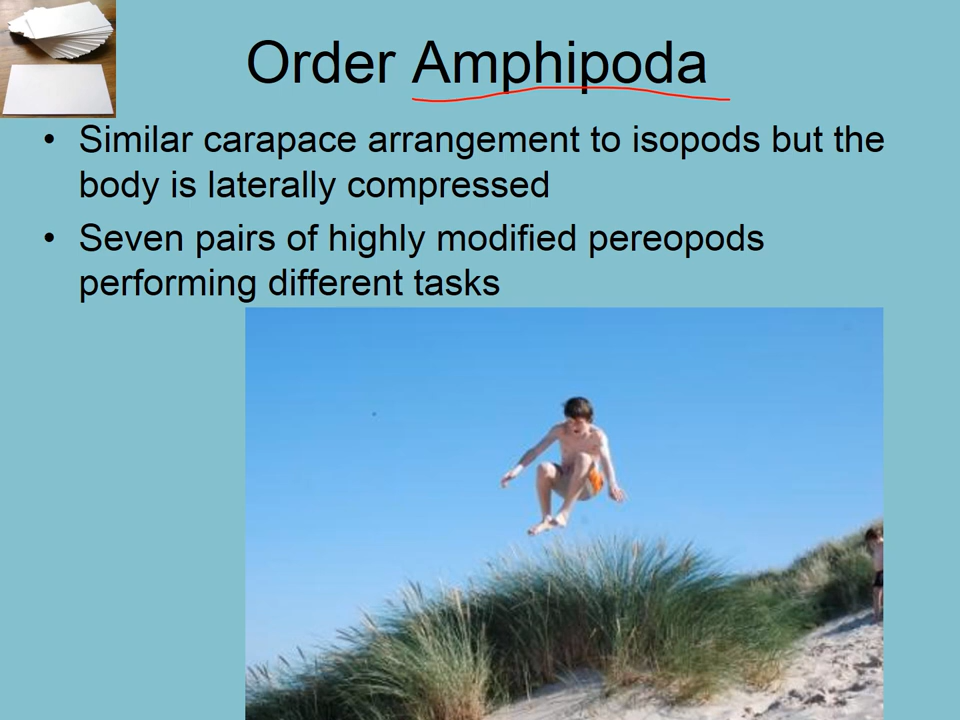 Order Amphipoda
• Similar carapace arrangement to isopods but the
body is laterally compressed
• Seven pairs of highly modified pereopods
performing different tasks